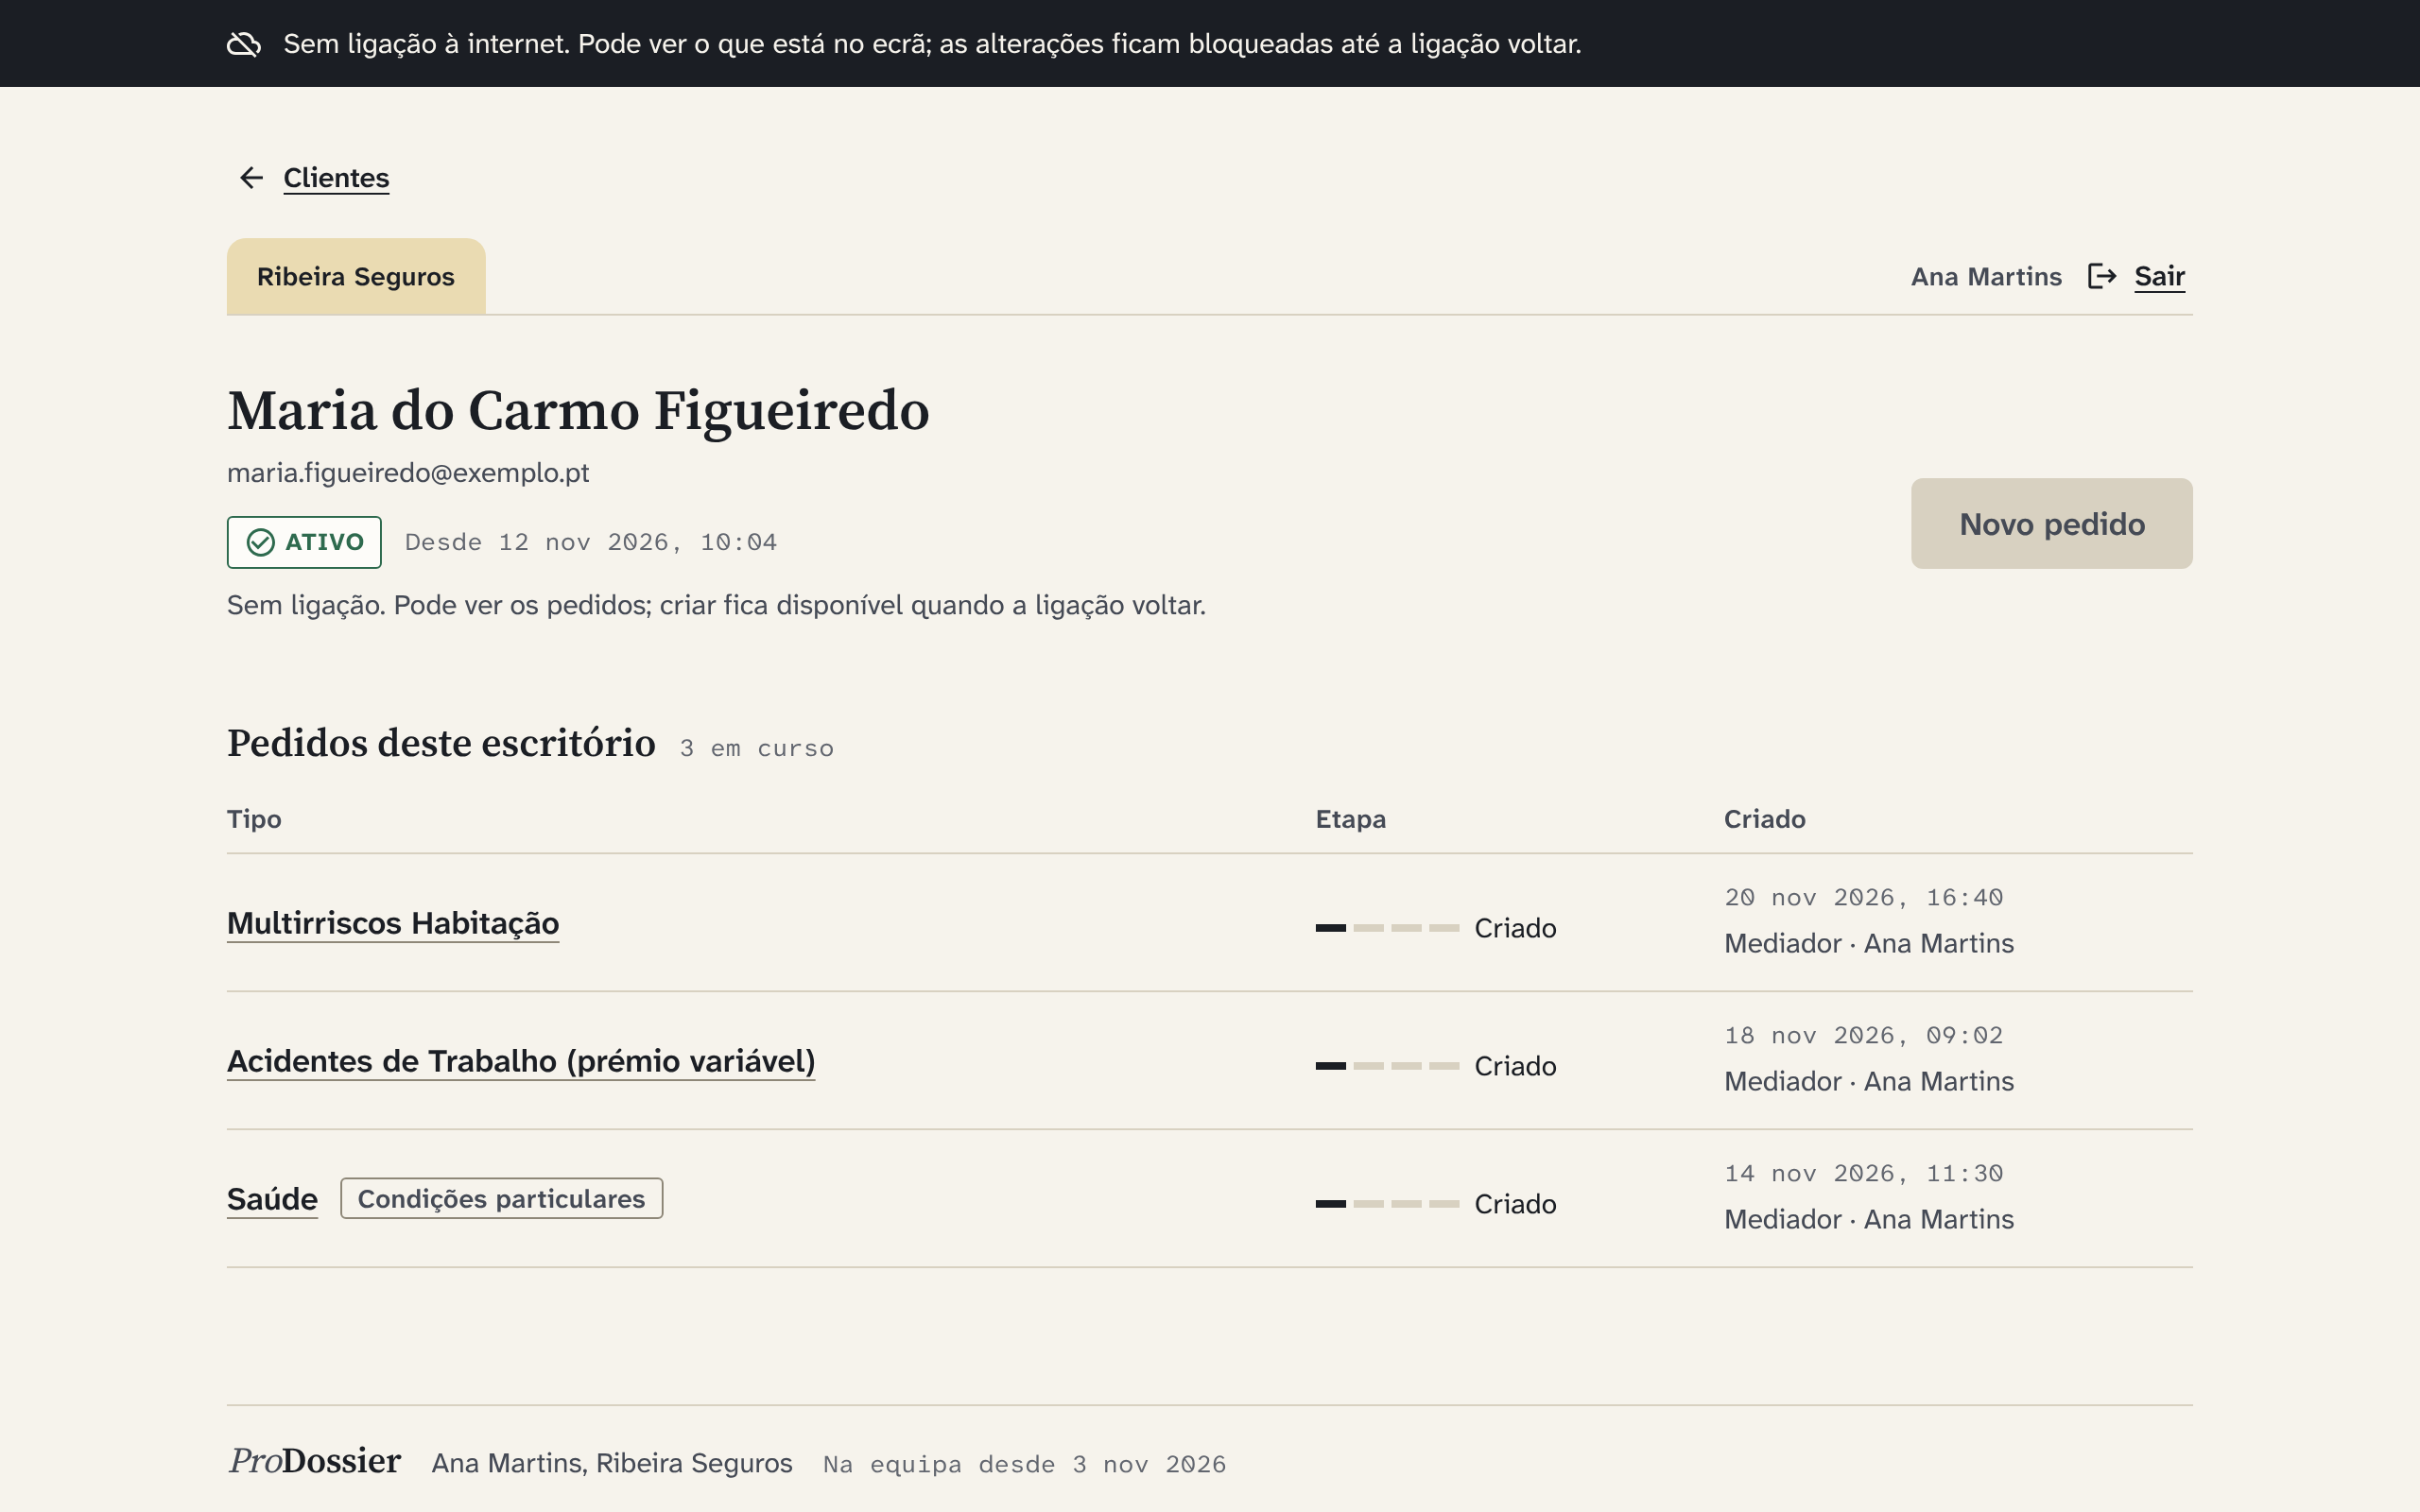 Sem ligação à internet. Pode ver o que está no ecrã; as alterações ficam bloqueadas até a ligação voltar.
Clientes
Ribeira Seguros
Ana Martins Sair
Maria do Carmo Figueiredo
maria.figueiredo@exemplo.pt
ATIVO Desde 12 nov 2026, 10:04
Novo pedido
Sem ligação. Pode ver os pedidos; criar fica disponível quando a ligação voltar.
Pedidos deste escritório 3 em curso
Tipo Etapa Criado
Multirriscos Habitação Criado 20 nov 2026, 16:40
Mediador · Ana Martins
Acidentes de Trabalho (prémio variável) Criado 18 nov 2026, 09:02
Mediador · Ana Martins
Saúde Condições particulares Criado 14 nov 2026, 11:30
Mediador · Ana Martins
ProDossier Ana Martins, Ribeira Seguros Na equipa desde 3 nov 2026